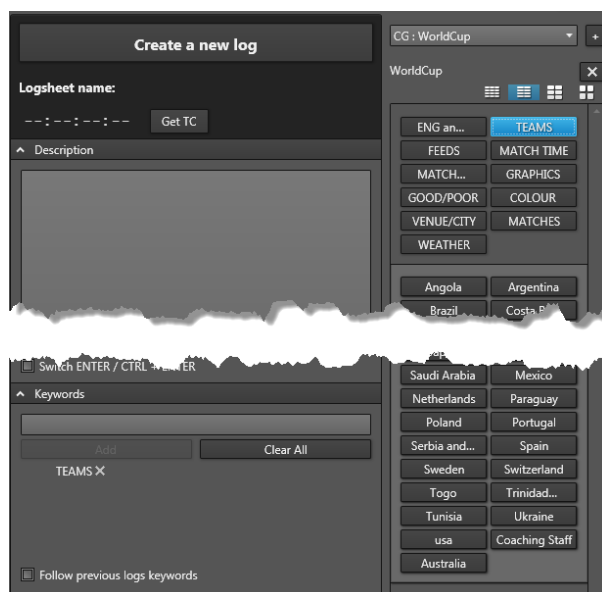 Create a new log
Logsheet name:
--:--:--:--
Get TC
Description
Switch ENTER / CTRL
Keywords
Add
Clear All
TEAMS ✕
Follow previous logs keywords
CG : WorldCup
+
WorldCup
ENG an...
TEAMS
FEEDS
MATCH TIME
MATCH...
GRAPHICS
GOOD/POOR
COLOUR
VENUE/CITY
MATCHES
WEATHER
Angola
Argentina
Brazil
Costa
Saudi Arabia
Mexico
Netherlands
Paraguay
Poland
Portugal
Serbia and...
Spain
Sweden
Switzerland
Togo
Trinidad...
Tunisia
Ukraine
usa
Coaching Staff
Australia